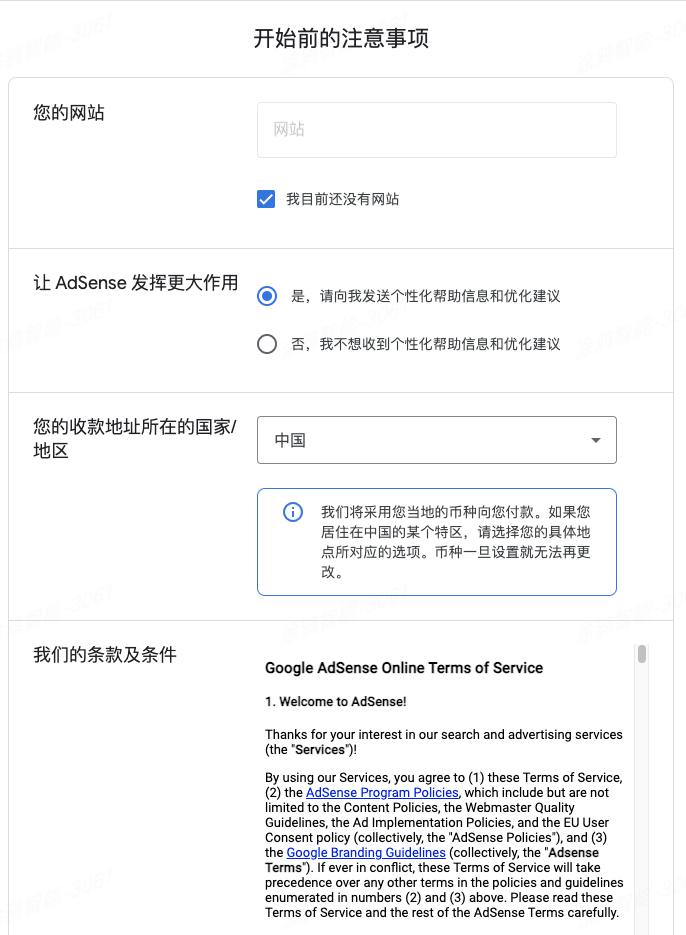 开始前的注意事项
您的网站
网站
我目前还没有网站
让 AdSense 发挥更大作用
是，请向我发送个性化帮助信息和优化建议
否，我不想收到个性化帮助信息和优化建议
您的收款地址所在的国家/
地区
中国
我们将采用您当地的币种向您付款。如果您
居住在中国的某个特区，请选择您的具体地
点所对应的选项。币种一旦设置就无法再更
改。
我们的条款及条件
Google AdSense Online Terms of Service
1. Welcome to AdSense!
Thanks for your interest in our search and advertising services
(the "Services")!
By using our Services, you agree to (1) these Terms of Service,
(2) the AdSense Program Policies, which include but are not
limited to the Content Policies, the Webmaster Quality
Guidelines, the Ad Implementation Policies, and the EU User
Consent policy (collectively, the "AdSense Policies"), and (3)
the Google Branding Guidelines (collectively, the "Adsense
Terms"). If ever in conflict, these Terms of Service will take
precedence over any other terms in the policies and guidelines
enumerated in numbers (2) and (3) above. Please read these
Terms of Service and the rest of the AdSense Terms carefully.